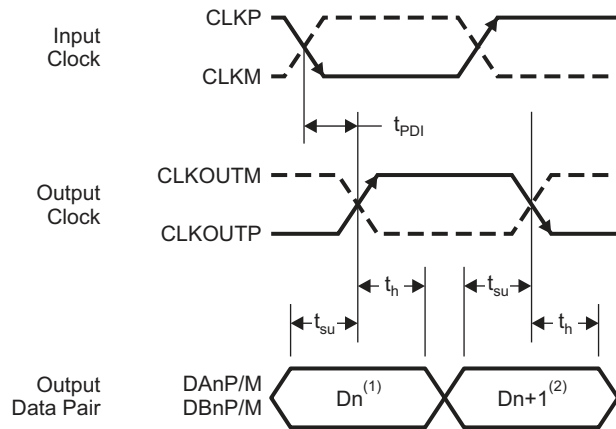 Input
Clock
CLKP
CLKM
tPDI
Output
Clock
CLKOUTM
CLKOUTP
tsu
th
tsu
th
Output
Data Pair
DAnP/M
DBnP/M
Dn(1)
Dn+1(2)